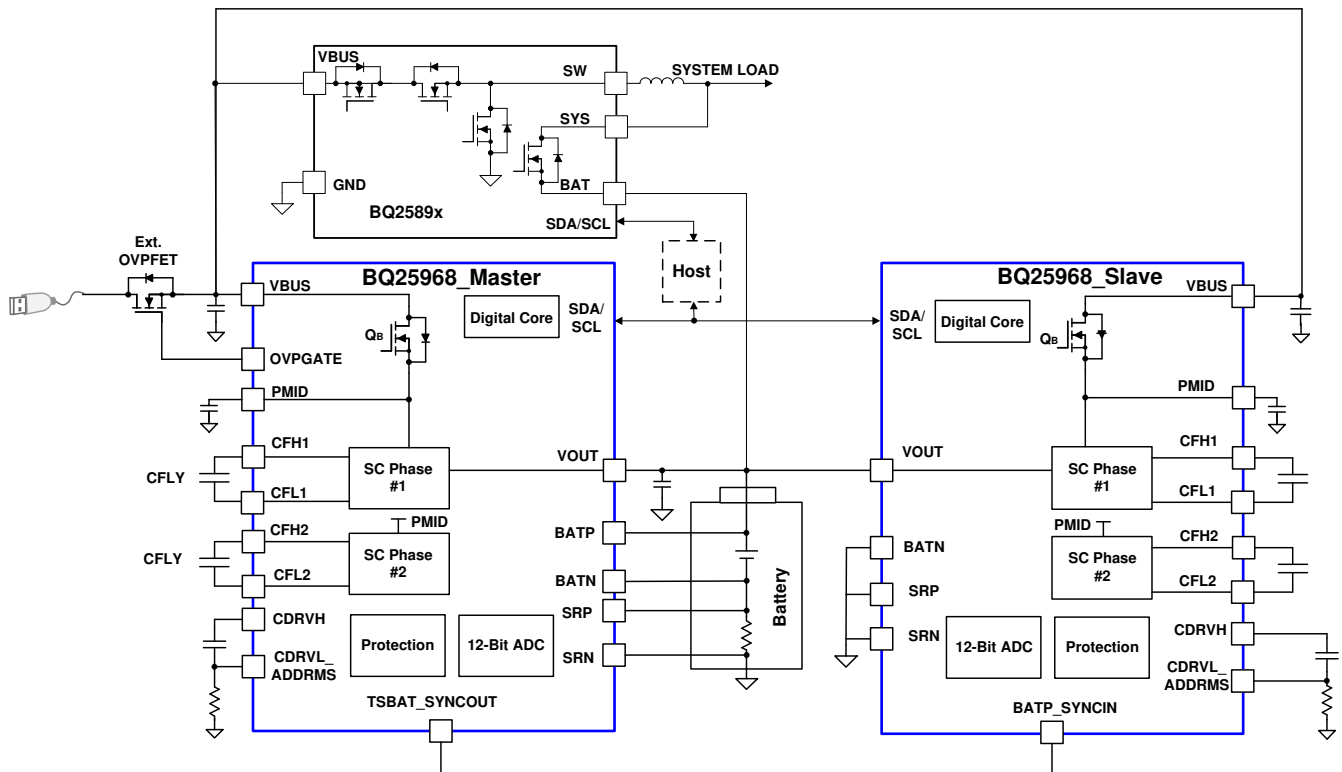 VBUS
SW
SYSTEM LOAD
SYS
GND
BAT
BQ2589x
SDA/SCL
Host
Ext.
OVPFET
BQ25968_Master
VBUS
Digital Core
SDA/
SCL
QB
OVPGATE
PMID
CFH1
CFLY
CFL1
SC Phase
#1
VOUT
PMID
CFH2
CFLY
CFL2
SC Phase
#2
BATP
BATN
SRP
SRN
CDRVH
CDRVL_
ADDRMS
Protection
12-Bit ADC
TSBAT_SYNCOUT
Battery
BQ25968_Slave
VBUS
SDA/
SCL
Digital Core
QB
PMID
VOUT
SC Phase
#1
CFH1
CFL1
PMID
SC Phase
#2
CFH2
CFL2
BATN
SRP
SRN
12-Bit ADC
Protection
CDRVH
CDRVL_
ADDRMS
BATP_SYNCIN